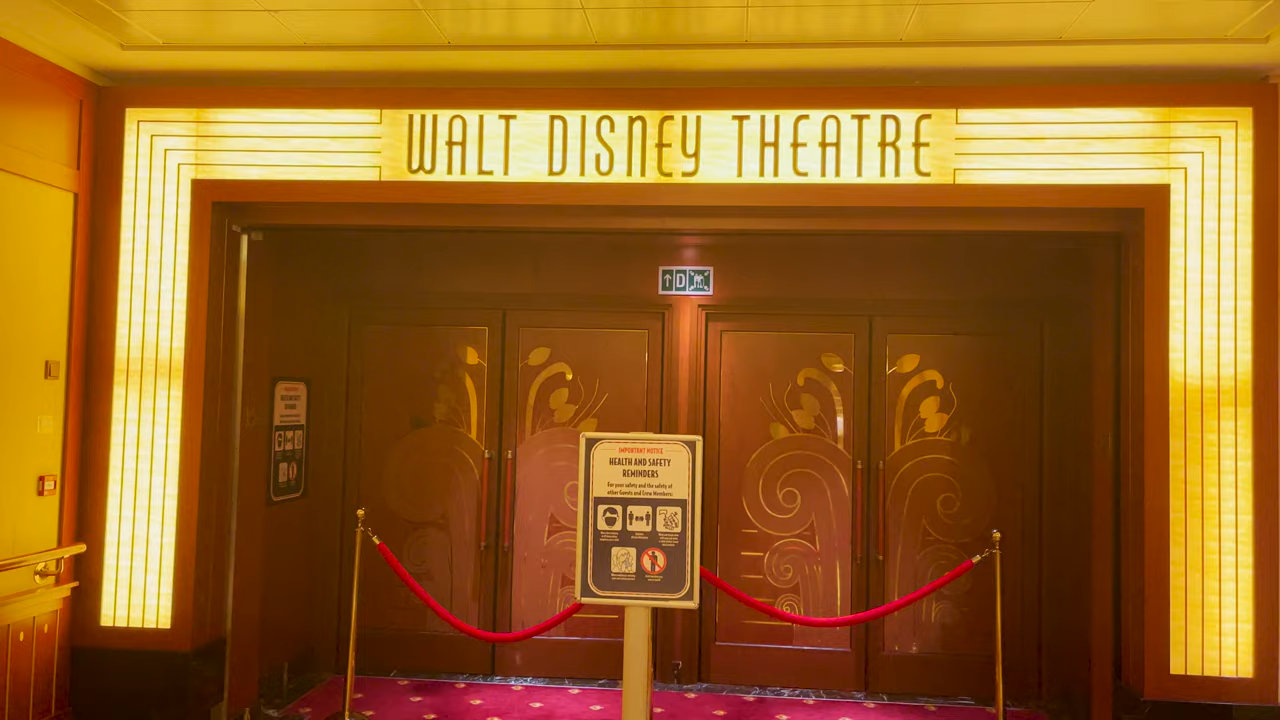 WALT DISNEY THEATRE
D
IMPORTANT NOTICE
HEALTH AND SAFETY
REMINDERS
For your safety and the safety of
other Guests and Crew Members: